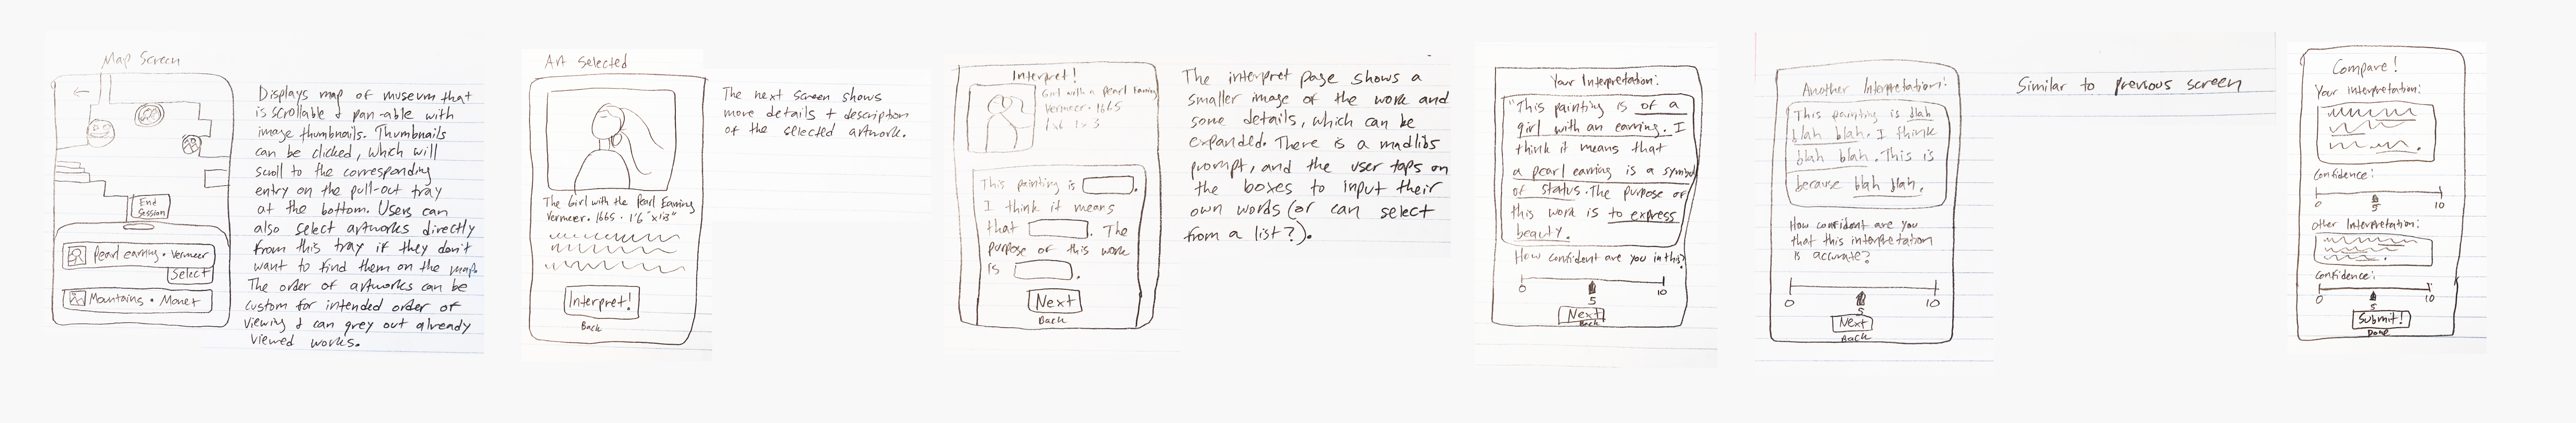 Map Screen
End
Session
Pearl earring • Vermeer
Select
Mountains • Monet
Displays map of museum that
is scrollable & pan-able with
image thumbnails. Thumbnails
can be clicked, which will
scroll to the corresponding
entry on the pull-out tray
at the bottom. Users can
also select artworks directly
from this tray if they don't
want to find them on the map.
The order of artworks can be
custom for intended order of
viewing & can grey out already
viewed works.
Art Selected
The Girl with the Pearl Earring
Vermeer • 1665 • 1'6" x 1'3"
Interpret!
Back
The next screen shows
more details + description
of the selected artwork.
Interpret!
Girl with a pearl Earring
Vermeer • 1665
This painting is
.
I think it means
that
. The
purpose of this work
is
.
Next
Back
The interpret page shows a
smaller image of the work and
some details, which can be
expanded. There is a madlibs
prompt, and the user taps on
the boxes to input their
own words (or can select
from a list?).
Your Interpretation:
"This painting is of a
girl with an earring. I
think it means that
a pearl earring is a symbol
of status. The purpose of
this work is to express
beauty.
How confident are you in this?
0 10
5
Next
Back
Another Interpretation:
This painting is blah
blah blah. I think
blah blah. This is
because blah blah.
How confident are you
that this interpretation
is accurate?
0 10
5
Next
Back
Similar to previous screen
Compare!
Your interpretation:
Confidence:
0 10
5
Other Interpretation:
Confidence:
0 10
5
Submit!
Done